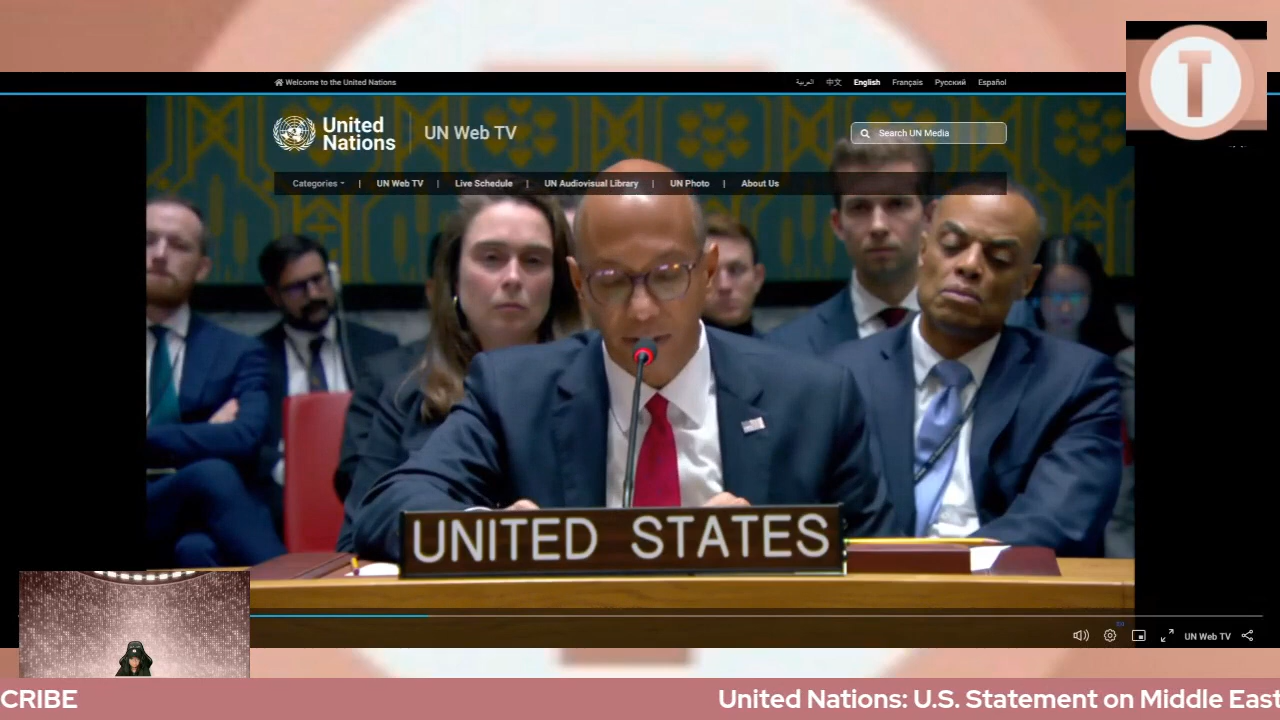 Welcome to the United Nations
العربية 中文 English Français Русский Español
United Nations
UN Web TV
Search UN Media
T
Categories | UN Web TV | Live Schedule | UN Audiovisual Library | UN Photo | About Us
UNITED STATES
EN
UN Web TV
CRIBE
United Nations: U.S. Statement on Middle East